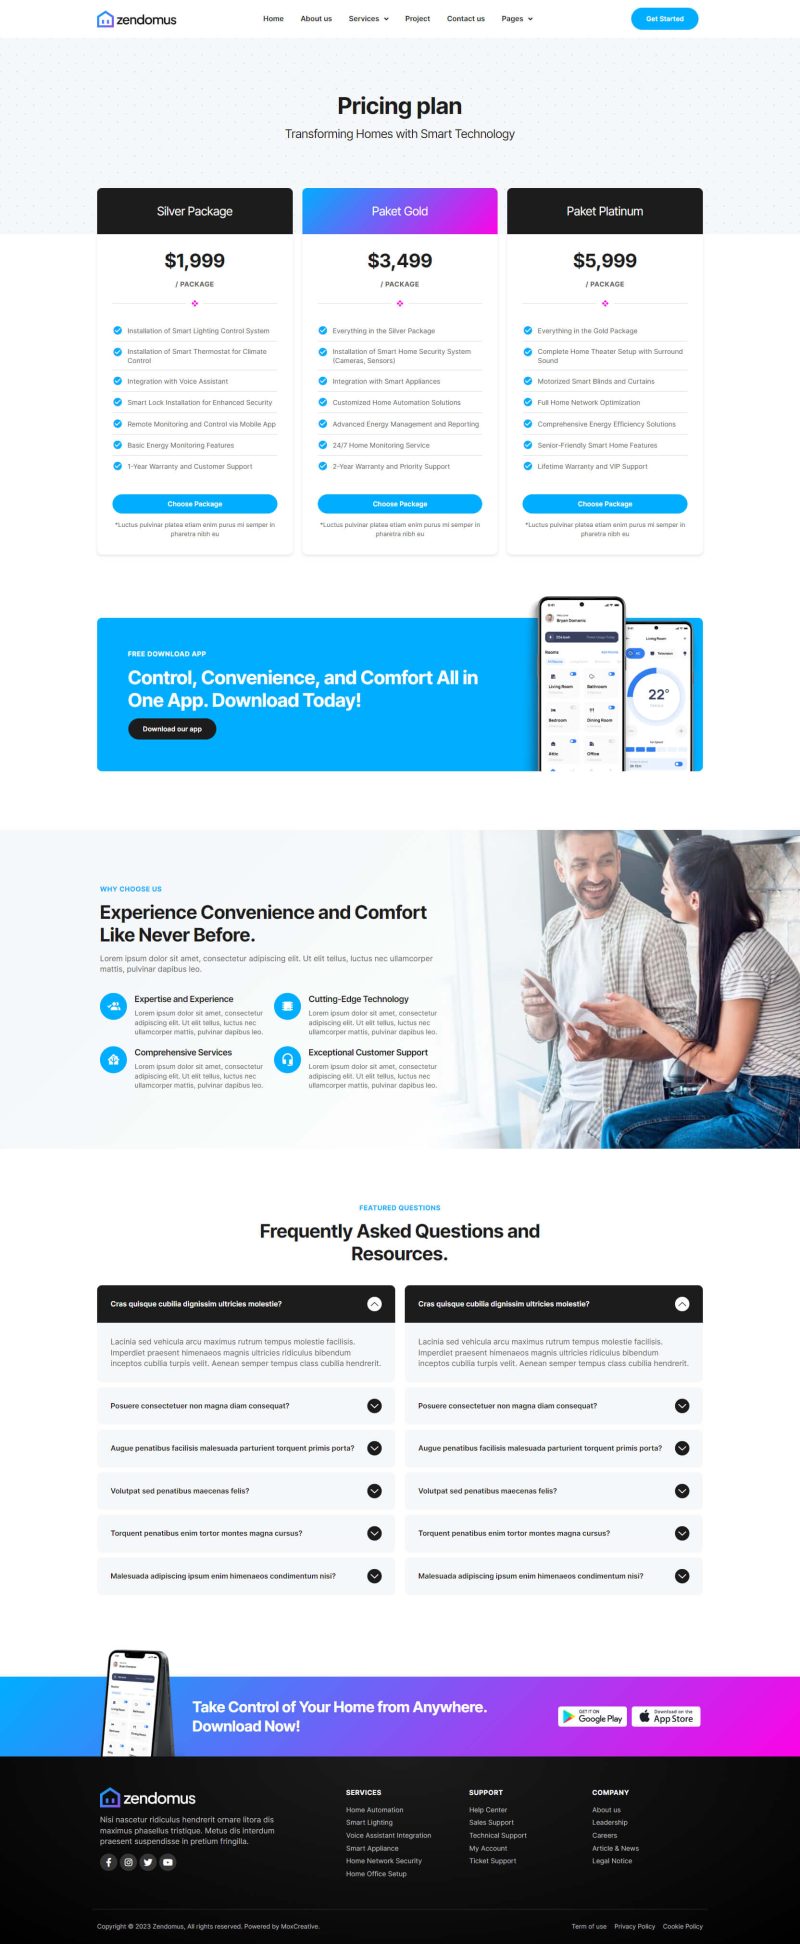 zendomus
Home About us Services Project Contact us Pages
Get Started
Pricing plan
Transforming Homes with Smart Technology
Silver Package
$1,999
/ PACKAGE
Installation of Smart Lighting Control System
Installation of Smart Thermostat for Climate
Control
Integration with Voice Assistant
Smart Lock Installation for Enhanced Security
Remote Monitoring and Control via Mobile App
Basic Energy Monitoring Features
1-Year Warranty and Customer Support
Choose Package
*Luctus pulvinar platea etiam enim purus mi semper in
pharetra nibh eu
Paket Gold
$3,499
/ PACKAGE
Everything in the Silver Package
Installation of Smart Home Security System
(Cameras, Sensors)
Integration with Smart Appliances
Customized Home Automation Solutions
Advanced Energy Management and Reporting
24/7 Home Monitoring Service
2-Year Warranty and Priority Support
Choose Package
*Luctus pulvinar platea etiam enim purus mi semper in
pharetra nibh eu
Paket Platinum
$5,999
/ PACKAGE
Everything in the Gold Package
Complete Home Theater Setup with Surround
Sound
Motorized Smart Blinds and Curtains
Full Home Network Optimization
Comprehensive Energy Efficiency Solutions
Senior-Friendly Smart Home Features
Lifetime Warranty and VIP Support
Choose Package
*Luctus pulvinar platea etiam enim purus mi semper in
pharetra nibh eu
FREE DOWNLOAD APP
Control, Convenience, and Comfort All in
One App. Download Today!
Download our app
Bryan Domanic
Rooms
Living Room
Bathroom
Bedroom
Dining Room
Attic
Office
Living Room
Television
22°
WHY CHOOSE US
Experience Convenience and Comfort
Like Never Before.
Lorem ipsum dolor sit amet, consectetur adipiscing elit. Ut elit tellus, luctus nec ullamcorper
mattis, pulvinar dapibus leo.
Expertise and Experience
Lorem ipsum dolor sit amet, consectetur
adipiscing elit. Ut elit tellus, luctus nec
ullamcorper mattis, pulvinar dapibus leo.
Cutting-Edge Technology
Lorem ipsum dolor sit amet, consectetur
adipiscing elit. Ut elit tellus, luctus nec
ullamcorper mattis, pulvinar dapibus leo.
Comprehensive Services
Lorem ipsum dolor sit amet, consectetur
adipiscing elit. Ut elit tellus, luctus nec
ullamcorper mattis, pulvinar dapibus leo.
Exceptional Customer Support
Lorem ipsum dolor sit amet, consectetur
adipiscing elit. Ut elit tellus, luctus nec
ullamcorper mattis, pulvinar dapibus leo.
FEATURED QUESTIONS
Frequently Asked Questions and
Resources.
Cras quisque cubilia dignissim ultricies molestie?
Lacinia sed vehicula arcu maximus rutrum tempus molestie facilisis.
Imperdiet praesent himenaeos magnis ultricies ridiculus bibendum
inceptos cubilia turpis velit. Aenean semper tempus class cubilia hendrerit.
Posuere consectetuer non magna diam consequat?
Augue penatibus facilisis malesuada parturient torquent primis porta?
Volutpat sed penatibus maecenas felis?
Torquent penatibus enim tortor montes magna cursus?
Malesuada adipiscing ipsum enim himenaeos condimentum nisi?
Cras quisque cubilia dignissim ultricies molestie?
Lacinia sed vehicula arcu maximus rutrum tempus molestie facilisis.
Imperdiet praesent himenaeos magnis ultricies ridiculus bibendum
inceptos cubilia turpis velit. Aenean semper tempus class cubilia hendrerit.
Posuere consectetuer non magna diam consequat?
Augue penatibus facilisis malesuada parturient torquent primis porta?
Volutpat sed penatibus maecenas felis?
Torquent penatibus enim tortor montes magna cursus?
Malesuada adipiscing ipsum enim himenaeos condimentum nisi?
Take Control of Your Home from Anywhere.
Download Now!
GET IT ON
Google Play
Download on the
App Store
zendomus
Nisi nascetur ridiculus hendrerit ornare litora dis
maximus phasellus tristique. Metus dis interdum
praesent suspendisse in pretium fringilla.
SERVICES
Home Automation
Smart Lighting
Voice Assistant Integration
Smart Appliance
Home Network Security
Home Office Setup
SUPPORT
Help Center
Sales Support
Technical Support
My Account
Ticket Support
COMPANY
About us
Leadership
Careers
Article & News
Legal Notice
Copyright © 2023 Zendomus, All rights reserved. Powered by MoxCreative.
Term of use Privacy Policy Cookie Policy